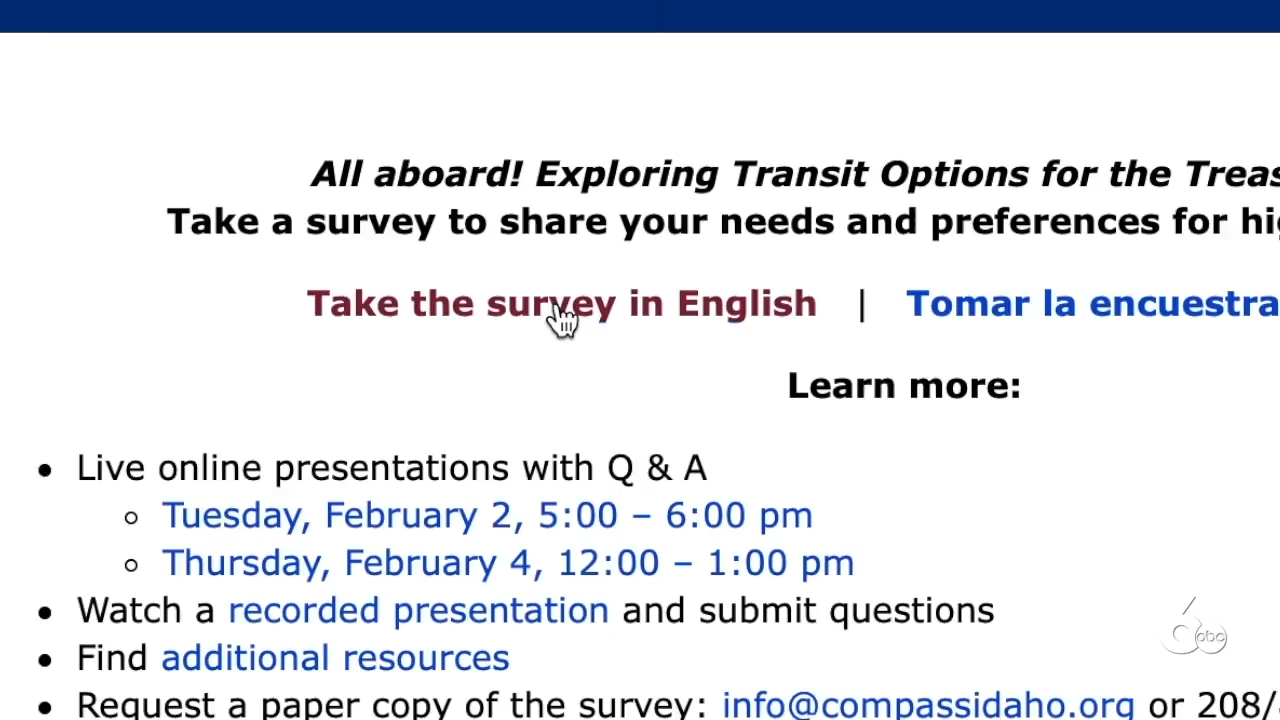 All aboard! Exploring Transit Options for the
Take a survey to share your needs and preferences for
Take the survey in English | Tomar la encuestra
Learn more:
• Live online presentations with Q & A
○ Tuesday, February 2, 5:00 – 6:00 pm
○ Thursday, February 4, 12:00 – 1:00 pm
• Watch a recorded presentation and submit questions
• Find additional resources
• Request a paper copy of the survey: info@compassidaho.org or 208/
6 abc